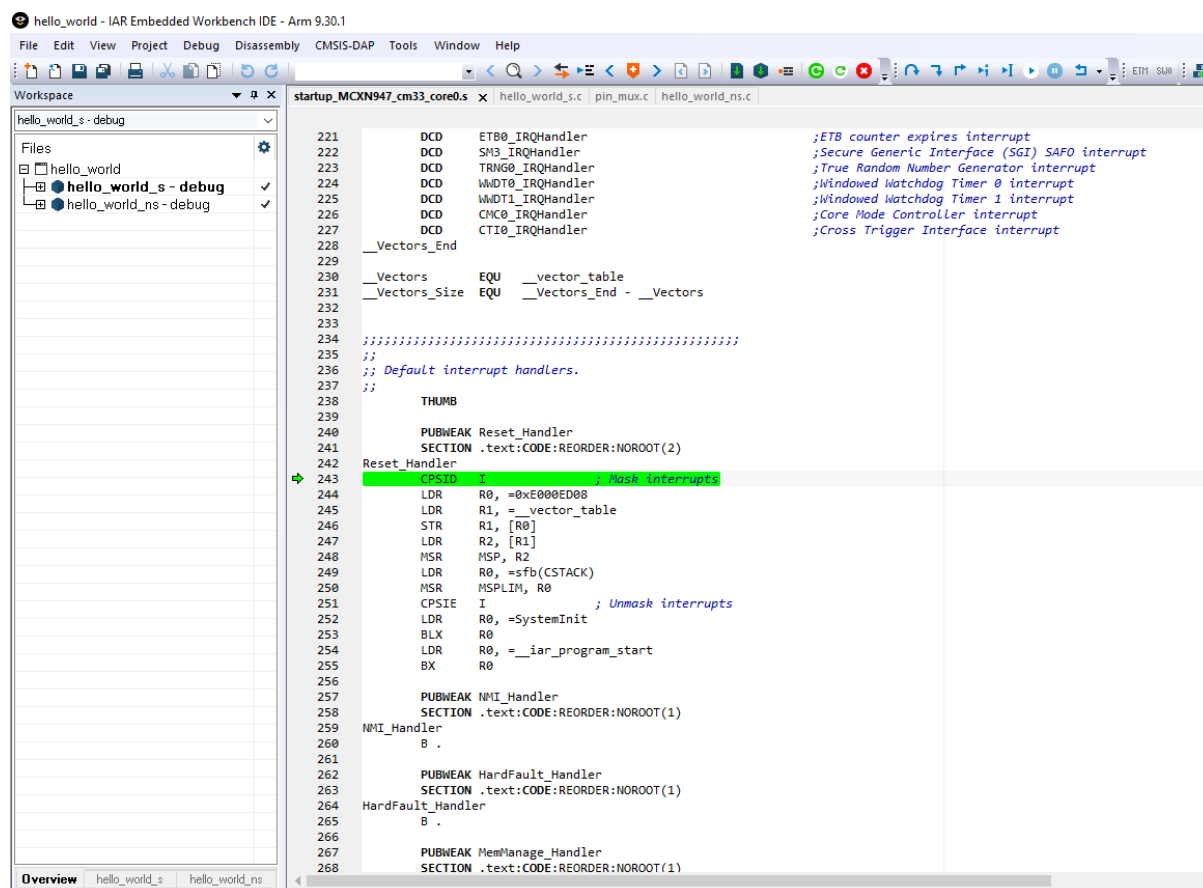 hello_world - IAR Embedded Workbench IDE - Arm 9.30.1
File Edit View Project Debug Disassembly CMSIS-DAP Tools Window Help
ETM SWO
Workspace
startup_MCXN947_cm33_core0.s hello_world_s.c pin_mux.c hello_world_ns.c
hello_world_s - debug
Files
hello_world
hello_world_s - debug
hello_world_ns - debug
221 DCD ETB0_IRQHandler ;ETB counter expires interrupt
222 DCD SM3_IRQHandler ;Secure Generic Interface (SGI) SAFO interrupt
223 DCD TRNG0_IRQHandler ;True Random Number Generator interrupt
224 DCD WWDT0_IRQHandler ;Windowed Watchdog Timer 0 interrupt
225 DCD WWDT1_IRQHandler ;Windowed Watchdog Timer 1 interrupt
226 DCD CMC0_IRQHandler ;Core Mode Controller interrupt
227 DCD CTI0_IRQHandler ;Cross Trigger Interface interrupt
228 __Vectors_End
229
230 __Vectors EQU __vector_table
231 __Vectors_Size EQU __Vectors_End - __Vectors
232
233
234 ;;;;;;;;;;;;;;;;;;;;;;;;;;;;;;;;;;;;;;;;;;;;;;;;;;;;
235 ;;
236 ;; Default interrupt handlers.
237 ;;
238 THUMB
239
240 PUBWEAK Reset_Handler
241 SECTION .text:CODE:REORDER:NOROOT(2)
242 Reset_Handler
243 CPSID I ; Mask interrupts
244 LDR R0, =0xE000ED08
245 LDR R1, =__vector_table
246 STR R1, [R0]
247 LDR R2, [R1]
248 MSR MSP, R2
249 LDR R0, =sfb(CSTACK)
250 MSR MSPLIM, R0
251 CPSIE I ; Unmask interrupts
252 LDR R0, =SystemInit
253 BLX R0
254 LDR R0, =__iar_program_start
255 BX R0
256
257 PUBWEAK NMI_Handler
258 SECTION .text:CODE:REORDER:NOROOT(1)
259 NMI_Handler
260 B .
261
262 PUBWEAK HardFault_Handler
263 SECTION .text:CODE:REORDER:NOROOT(1)
264 HardFault_Handler
265 B .
266
267 PUBWEAK MemManage_Handler
268 SECTION .text:CODE:REORDER:NOROOT(1)
Overview hello_world_s hello_world_ns